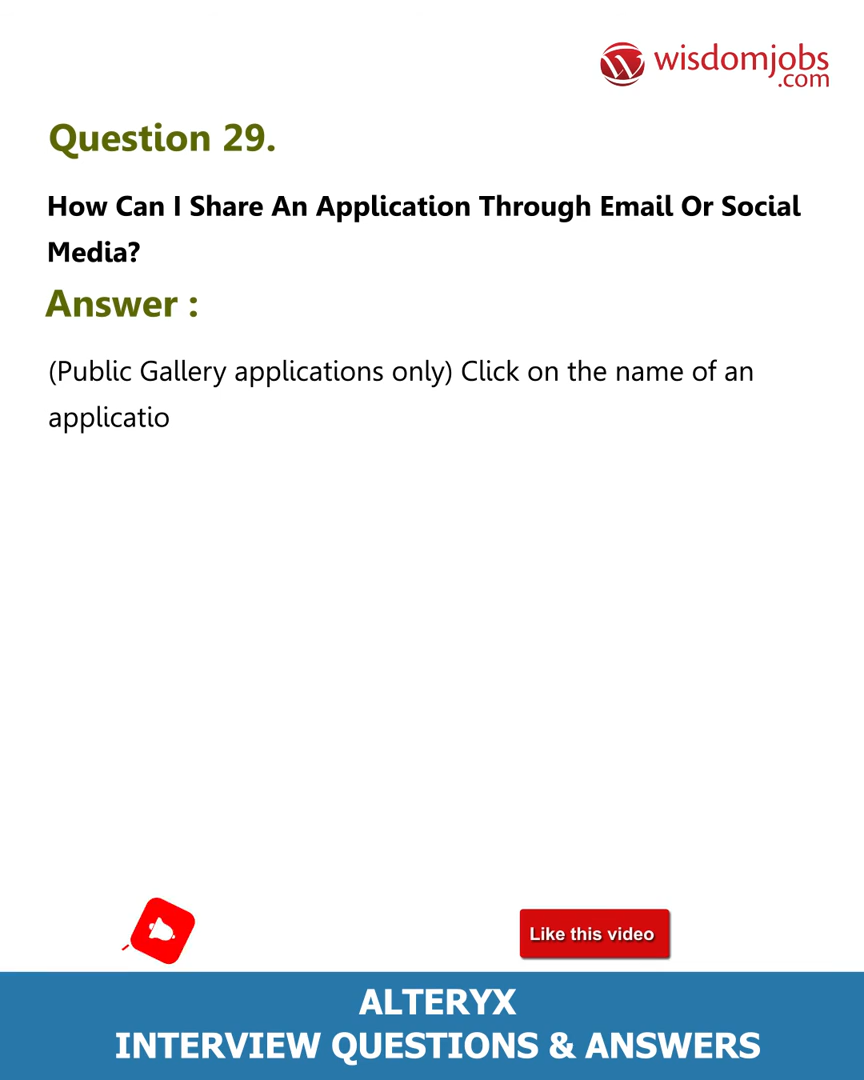 wisdomjobs
.com
Question 29.
How Can I Share An Application Through Email Or Social
Media?
Answer :
(Public Gallery applications only) Click on the name of an
applicatio
Like this video
ALTERYX
INTERVIEW QUESTIONS & ANSWERS